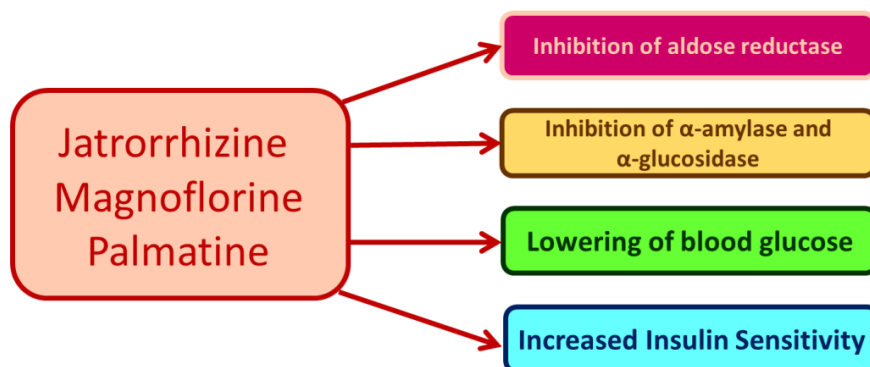 Jatrorrhizine
Magnoflorine
Palmatine
Inhibition of aldose reductase
Inhibition of α-amylase and
α-glucosidase
Lowering of blood glucose
Increased Insulin Sensitivity